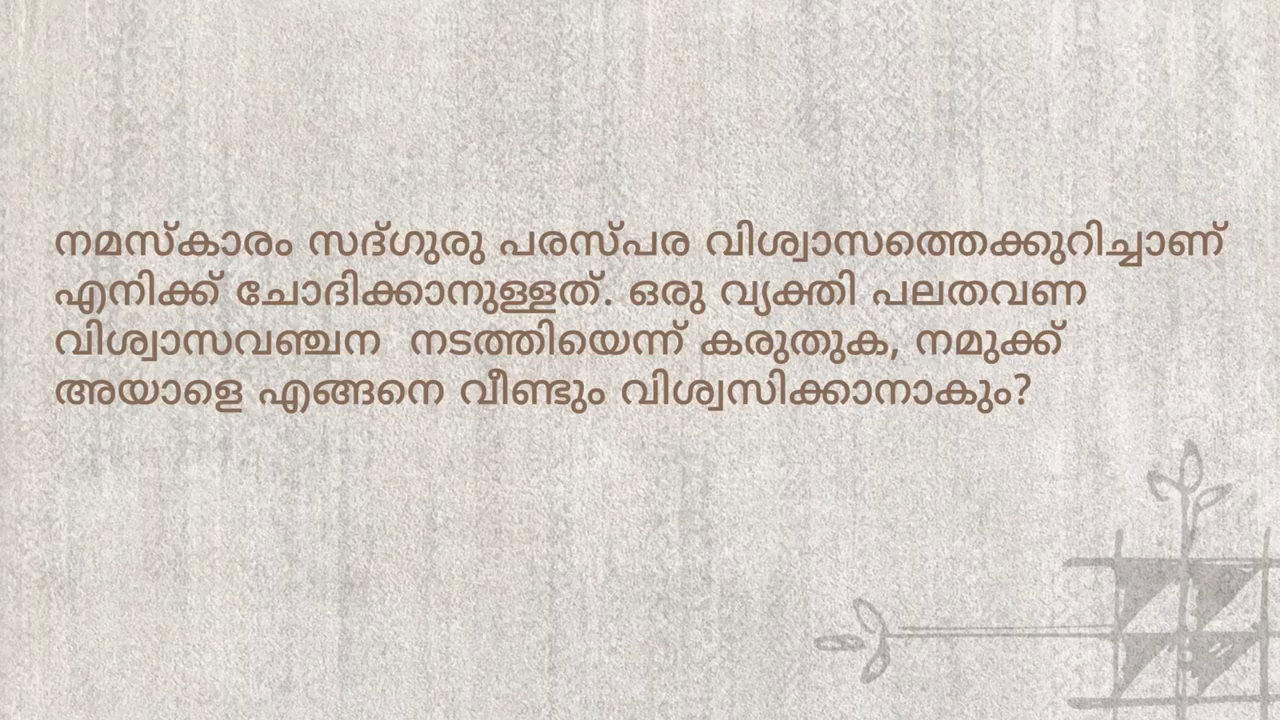 നമസ്കാരം സദ്ഗുരു പരസ്പര വിശ്വാസത്തെക്കുറിച്ചാണ്
എനിക്ക് ചോദിക്കാനുള്ളത്. ഒരു വ്യക്തി പലതവണ
വിശ്വാസവഞ്ചന  നടത്തിയെന്ന് കരുതുക, നമുക്ക്
അയാളെ എങ്ങനെ വീണ്ടും വിശ്വസിക്കാനാകും?